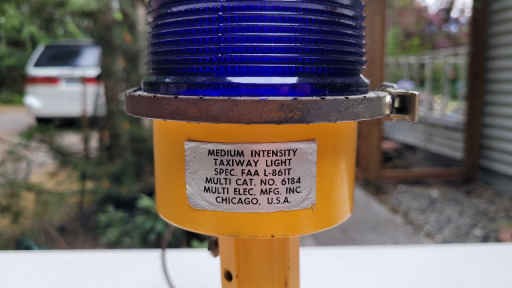 MEDIUM INTENSITY
TAXIWAY LIGHT
SPEC. FAA L-861T
MULTI CAT. NO. 6184
MULTI ELEC. MFG. INC.
CHICAGO, U.S.A.